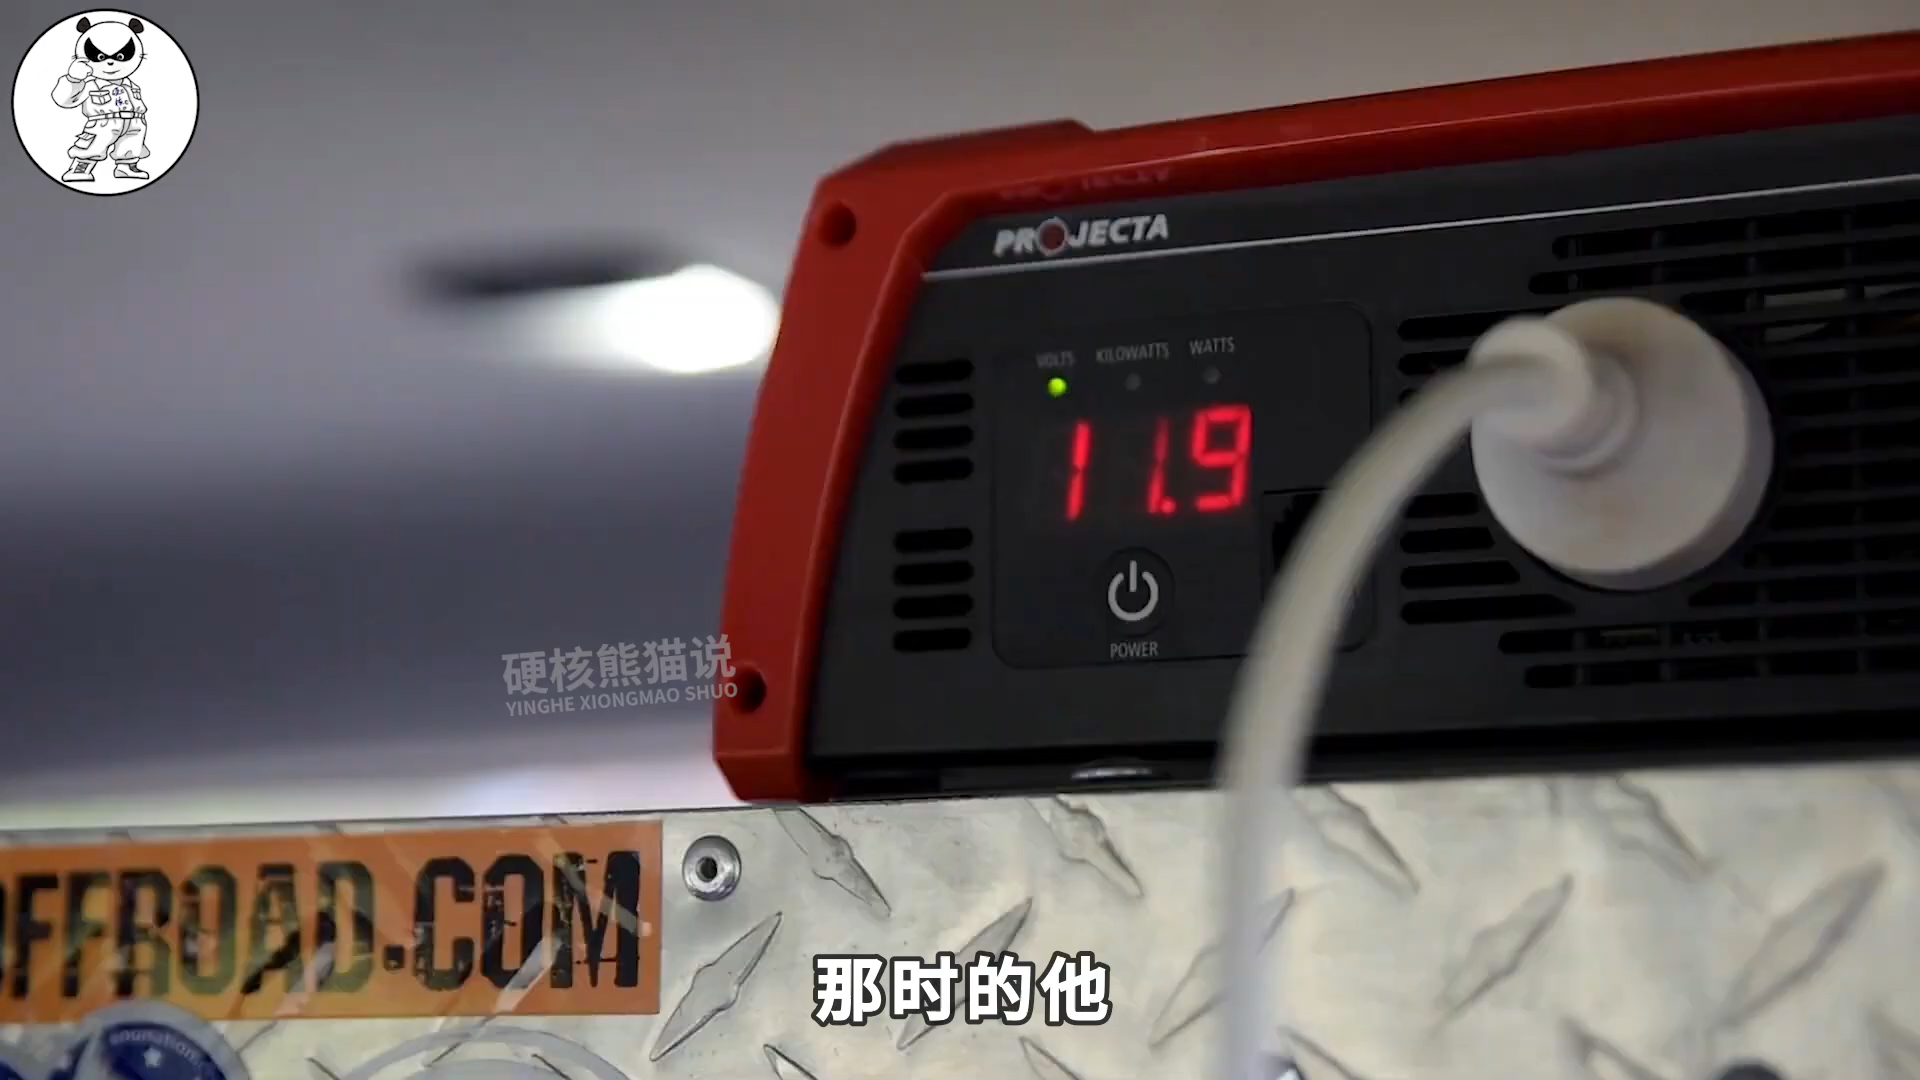 PROJECTA
VOLTS KILOWATTS WATTS
11.9
POWER
硬核熊猫说
YINGHE XIONGMAO SHUO
OFFROAD.COM
那时的他